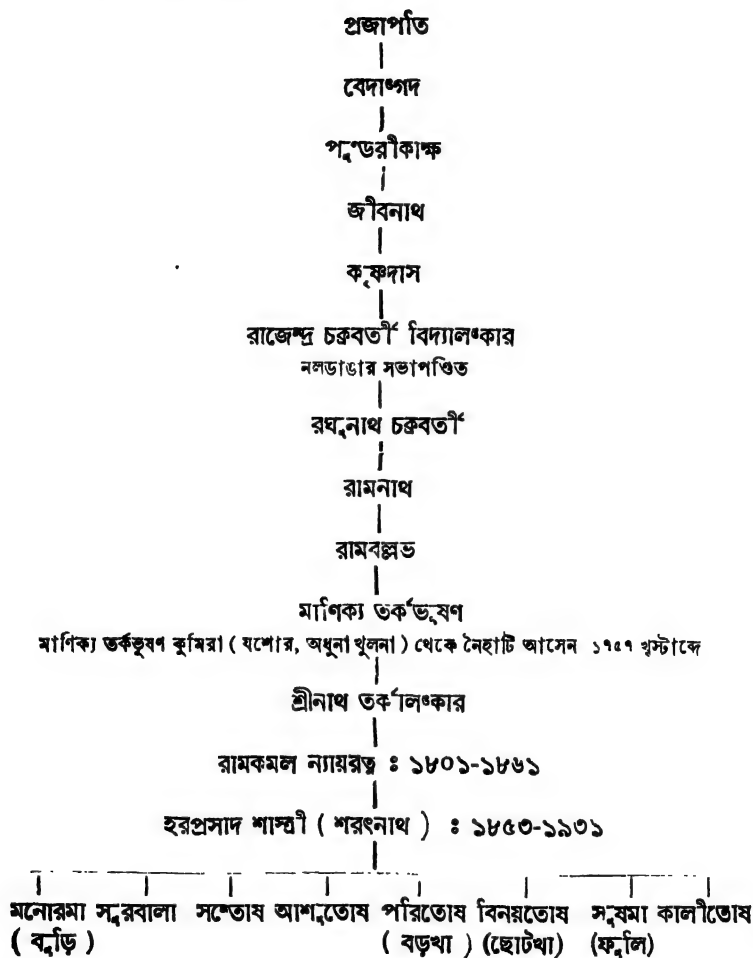 প্রজাপতি
বেদাঙ্গদ
পুণ্ডরীকাক্ষ
জীবনাথ
কৃষ্ণদাস
রাজেন্দ্র চক্রবর্তী বিদ্যালঙ্কার
নলডাঙার সভাপণ্ডিত
রঘুনাথ চক্রবর্তী
রামনাথ
রামবল্লভ
মাণিক্য তর্কভূষণ
মাণিক্য তর্কভূষণ কুমিরা ( যশোর, অধুনা খুলনা ) থেকে নৈহাটি আসেন ১৭৫৭ খৃস্টাব্দে
শ্রীনাথ তর্কালঙ্কার
রামকমল ন্যায়রত্ন : ১৮০১-১৮৬১
হরপ্রসাদ শাস্ত্রী ( শরৎনাথ ) : ১৮৫৩-১৯৩১
মনোরমা সুরবালা সন্তোষ আশুতোষ পরিতোষ বিনয়তোষ সুষমা কালীতোষ
( বুড়ি ) ( বড়খা ) (ছোটখা) (ফুলি)